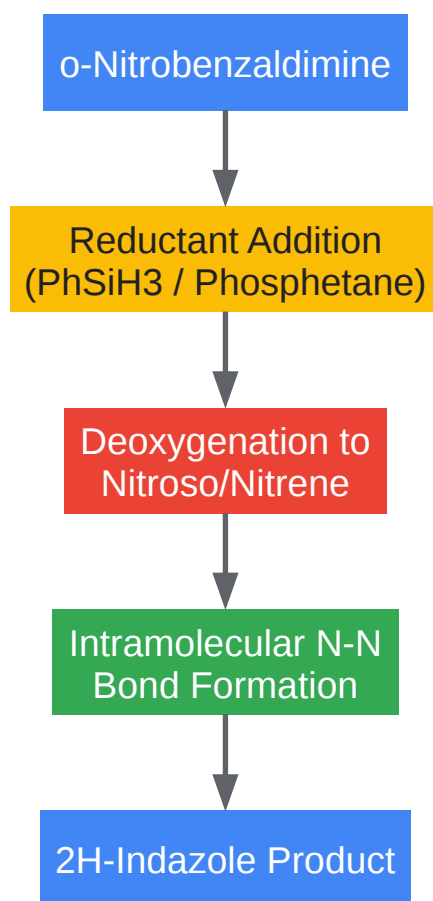 o-Nitrobenzaldimine
Reductant Addition
(PhSiH3 / Phosphetane)
Deoxygenation to
Nitroso/Nitrene
Intramolecular N-N
Bond Formation
2H-Indazole Product